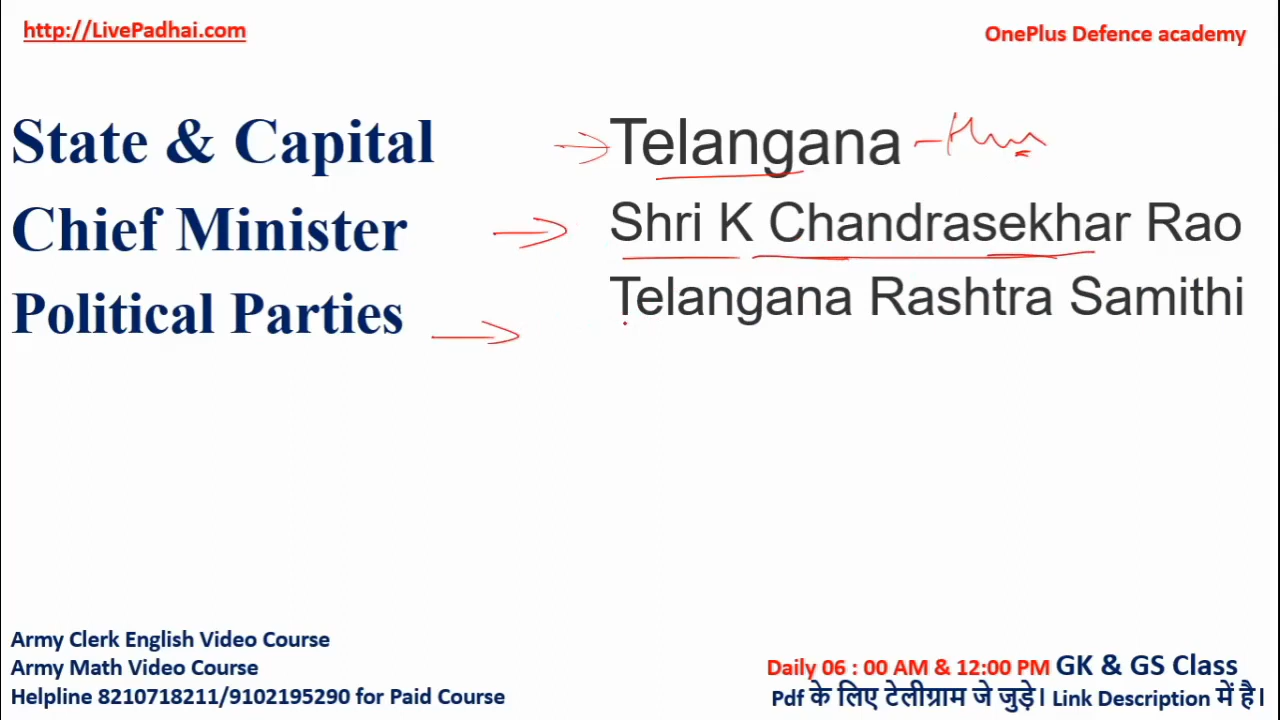 http://LivePadhai.com
OnePlus Defence academy
State & Capital
Telangana -
Chief Minister
Shri K Chandrasekhar Rao
Political Parties
Telangana Rashtra Samithi
Army Clerk English Video Course
Army Math Video Course
Helpline 8210718211/9102195290 for Paid Course
Daily 06 : 00 AM & 12:00 PM GK & GS Class
Pdf के लिए टेलीग्राम जे जुड़े। Link Description में है।